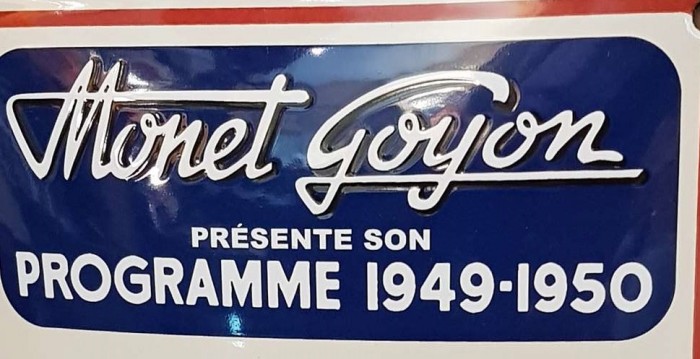 Monet Goyon
PRÉSENTE SON
PROGRAMME 1949-1950